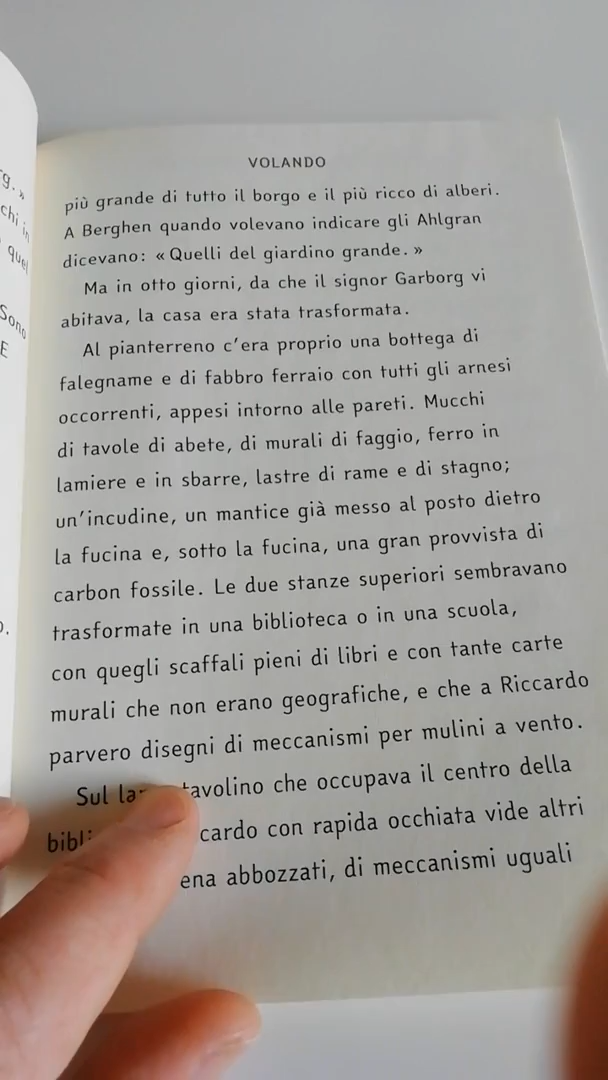 VOLANDO
più grande di tutto il borgo e il più ricco di alberi.
A Berghen quando volevano indicare gli Ahlgran
dicevano: « Quelli del giardino grande. »
Ma in otto giorni, da che il signor Garborg vi
abitava, la casa era stata trasformata.
Al pianterreno c'era proprio una bottega di
falegname e di fabbro ferraio con tutti gli arnesi
occorrenti, appesi intorno alle pareti. Mucchi
di tavole di abete, di murali di faggio, ferro in
lamiere e in sbarre, lastre di rame e di stagno;
un'incudine, un mantice già messo al posto dietro
la fucina e, sotto la fucina, una gran provvista di
carbon fossile. Le due stanze superiori sembravano
trasformate in una biblioteca o in una scuola,
con quegli scaffali pieni di libri e con tante carte
murali che non erano geografiche, e che a Riccardo
parvero disegni di meccanismi per mulini a vento.
Sul tavolino che occupava il centro della
cardo con rapida occhiata vide altri
ena abbozzati, di meccanismi uguali